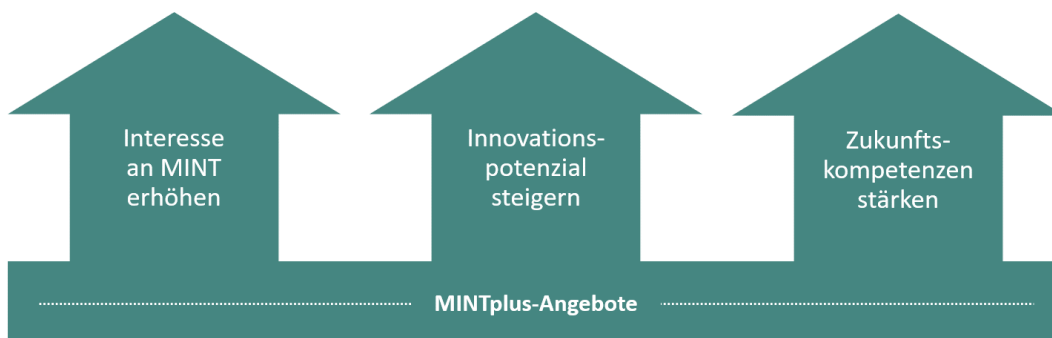 Interesse
an MINT
erhöhen
Innovations-
potenzial
steigern
Zukunfts-
kompetenzen
stärken
MINTplus-Angebote